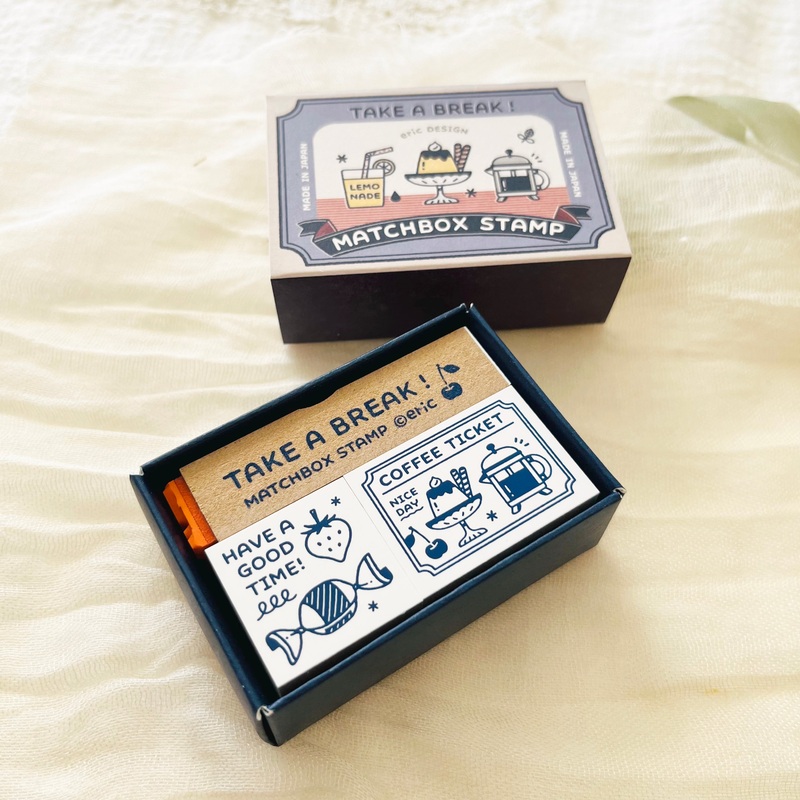 TAKE A BREAK!
eric DESIGN
MADE IN JAPAN
LEMO
NADE
MADE IN JAPAN
MATCHBOX STAMP
TAKE A BREAK!
MATCHBOX STAMP ©eric
COFFEE TICKET
NICE
DAY
HAVE A
GOOD
TIME!